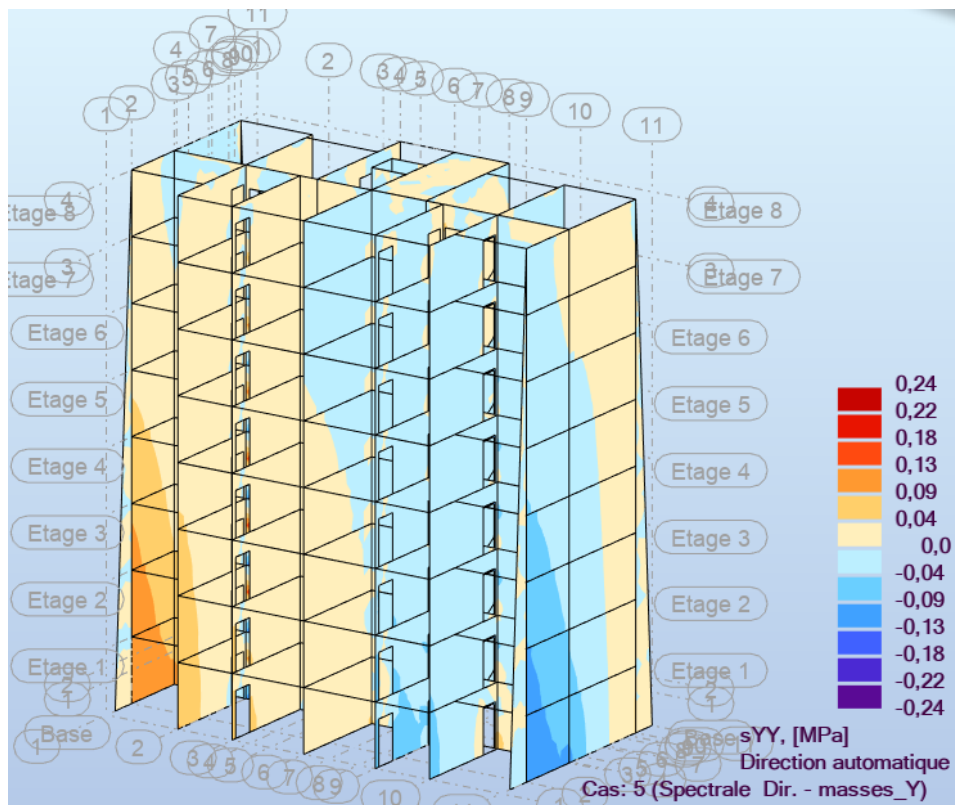 11
7
4
6
1
2
3
5
8
2
3
4
5
6
7
8
9
10
11
1
2
4
4
Etage 8
Etage 8
3
3
Etage 7
Etage 7
Etage 6
Etage 6
Etage 5
Etage 5
Etage 4
Etage 4
Etage 3
Etage 3
Etage 2
Etage 2
Etage 1
Etage 1
2
2
1
1
Base
Base
1
2
3
4
5
6
7
8
9
10
0,24
0,22
0,18
0,13
0,09
0,04
0,0
-0,04
-0,09
-0,13
-0,18
-0,22
-0,24
sYY, [MPa]
Direction automatique
Cas: 5 (Spectrale Dir. - masses_Y)